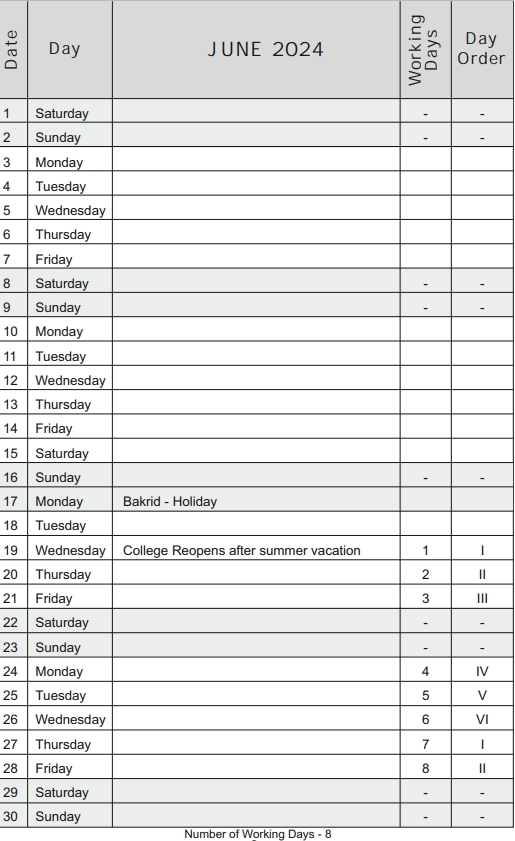 Date Day JUNE 2024 Working Days Day Order
1 Saturday - -
2 Sunday - -
3 Monday
4 Tuesday
5 Wednesday
6 Thursday
7 Friday
8 Saturday - -
9 Sunday - -
10 Monday
11 Tuesday
12 Wednesday
13 Thursday
14 Friday
15 Saturday
16 Sunday - -
17 Monday Bakrid - Holiday
18 Tuesday
19 Wednesday College Reopens after summer vacation 1 I
20 Thursday 2 II
21 Friday 3 III
22 Saturday - -
23 Sunday - -
24 Monday 4 IV
25 Tuesday 5 V
26 Wednesday 6 VI
27 Thursday 7 I
28 Friday 8 II
29 Saturday - -
30 Sunday - -
Number of Working Days - 8